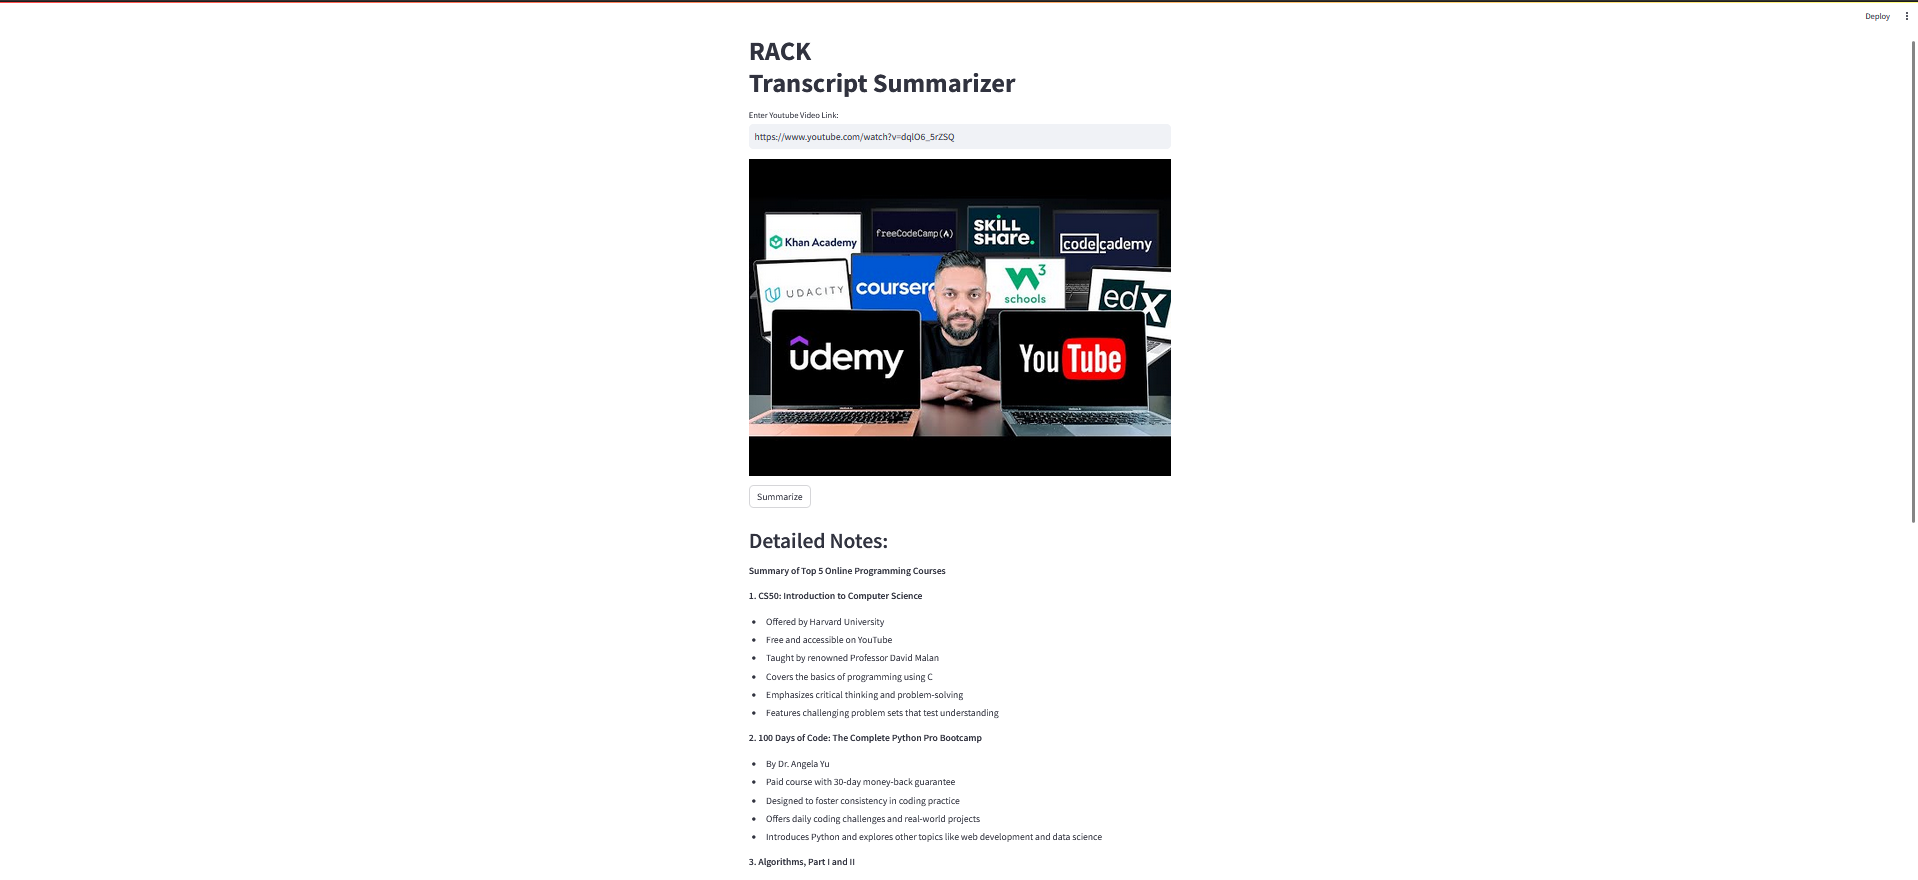 Deploy
RACK
Transcript Summarizer
Enter Youtube Video Link:
https://www.youtube.com/watch?v=dqlO6_5rZSQ
Khan Academy
freeCodeCamp(🔥)
SKILL
SHARE.
code|cademy
UDACITY
courser
W3
schools
edX
ûdemy
YouTube
Summarize
Detailed Notes:
Summary of Top 5 Online Programming Courses
1. CS50: Introduction to Computer Science
• Offered by Harvard University
• Free and accessible on YouTube
• Taught by renowned Professor David Malan
• Covers the basics of programming using C
• Emphasizes critical thinking and problem-solving
• Features challenging problem sets that test understanding
2. 100 Days of Code: The Complete Python Pro Bootcamp
• By Dr. Angela Yu
• Paid course with 30-day money-back guarantee
• Designed to foster consistency in coding practice
• Offers daily coding challenges and real-world projects
• Introduces Python and explores other topics like web development and data science
3. Algorithms, Part I and II